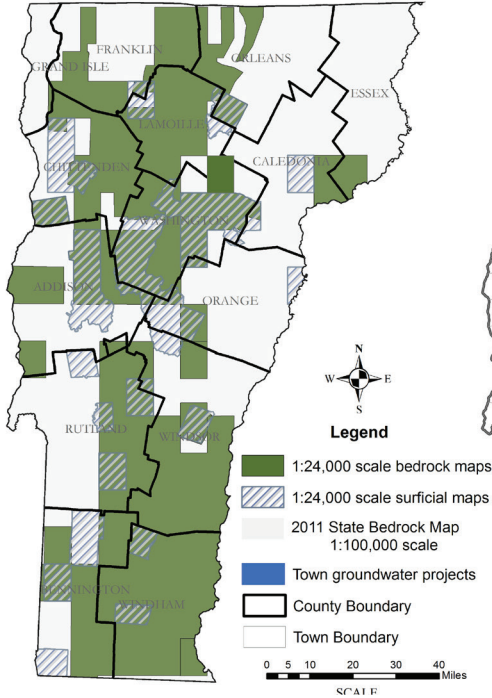 FRANKLIN
ORLEANS
GRAND ISLE
ESSEX
LAMOILLE
CHITTENDEN
CALEDONIA
WASHINGTON
ADDISON
ORANGE
N
W E
S
Legend
RUTLAND
WINDSOR
1:24,000 scale bedrock maps
1:24,000 scale surficial maps
2011 State Bedrock Map
1:100,000 scale
Town groundwater projects
BENNINGTON
WINDHAM
County Boundary
Town Boundary
0 5 10 20 30 40
Miles
SCALE